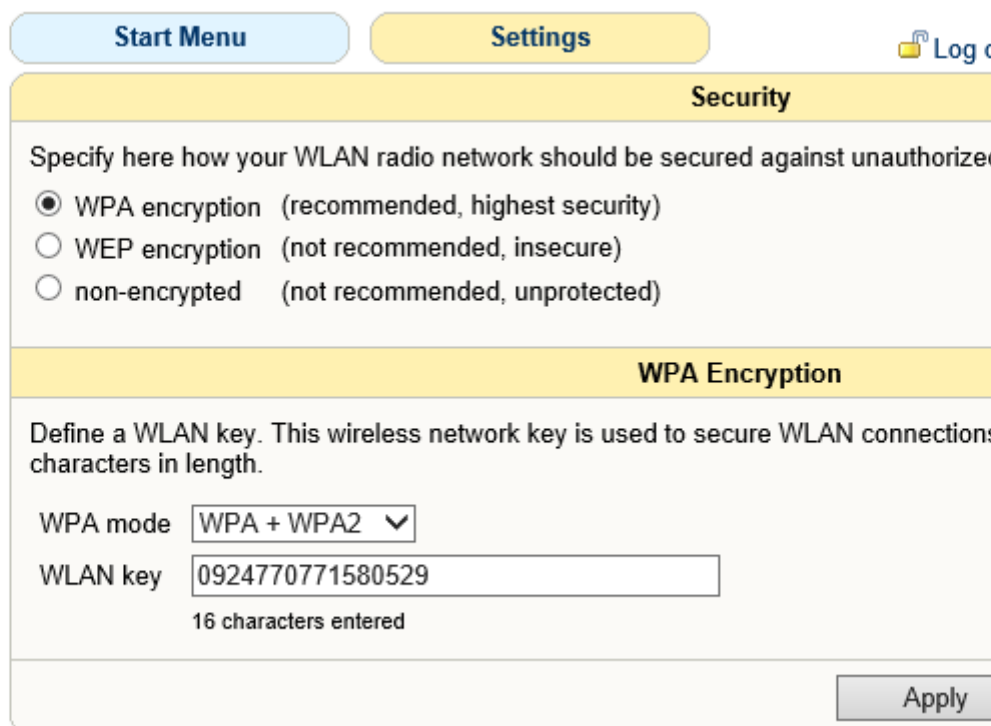 Start Menu Settings Log
Security
Specify here how your WLAN radio network should be secured against
WPA encryption (recommended, highest security)
WEP encryption (not recommended, insecure)
non-encrypted (not recommended, unprotected)
WPA Encryption
Define a WLAN key. This wireless network key is used to secure WLAN
characters in length.
WPA mode WPA + WPA2
WLAN key 0924770771580529
16 characters entered
Apply